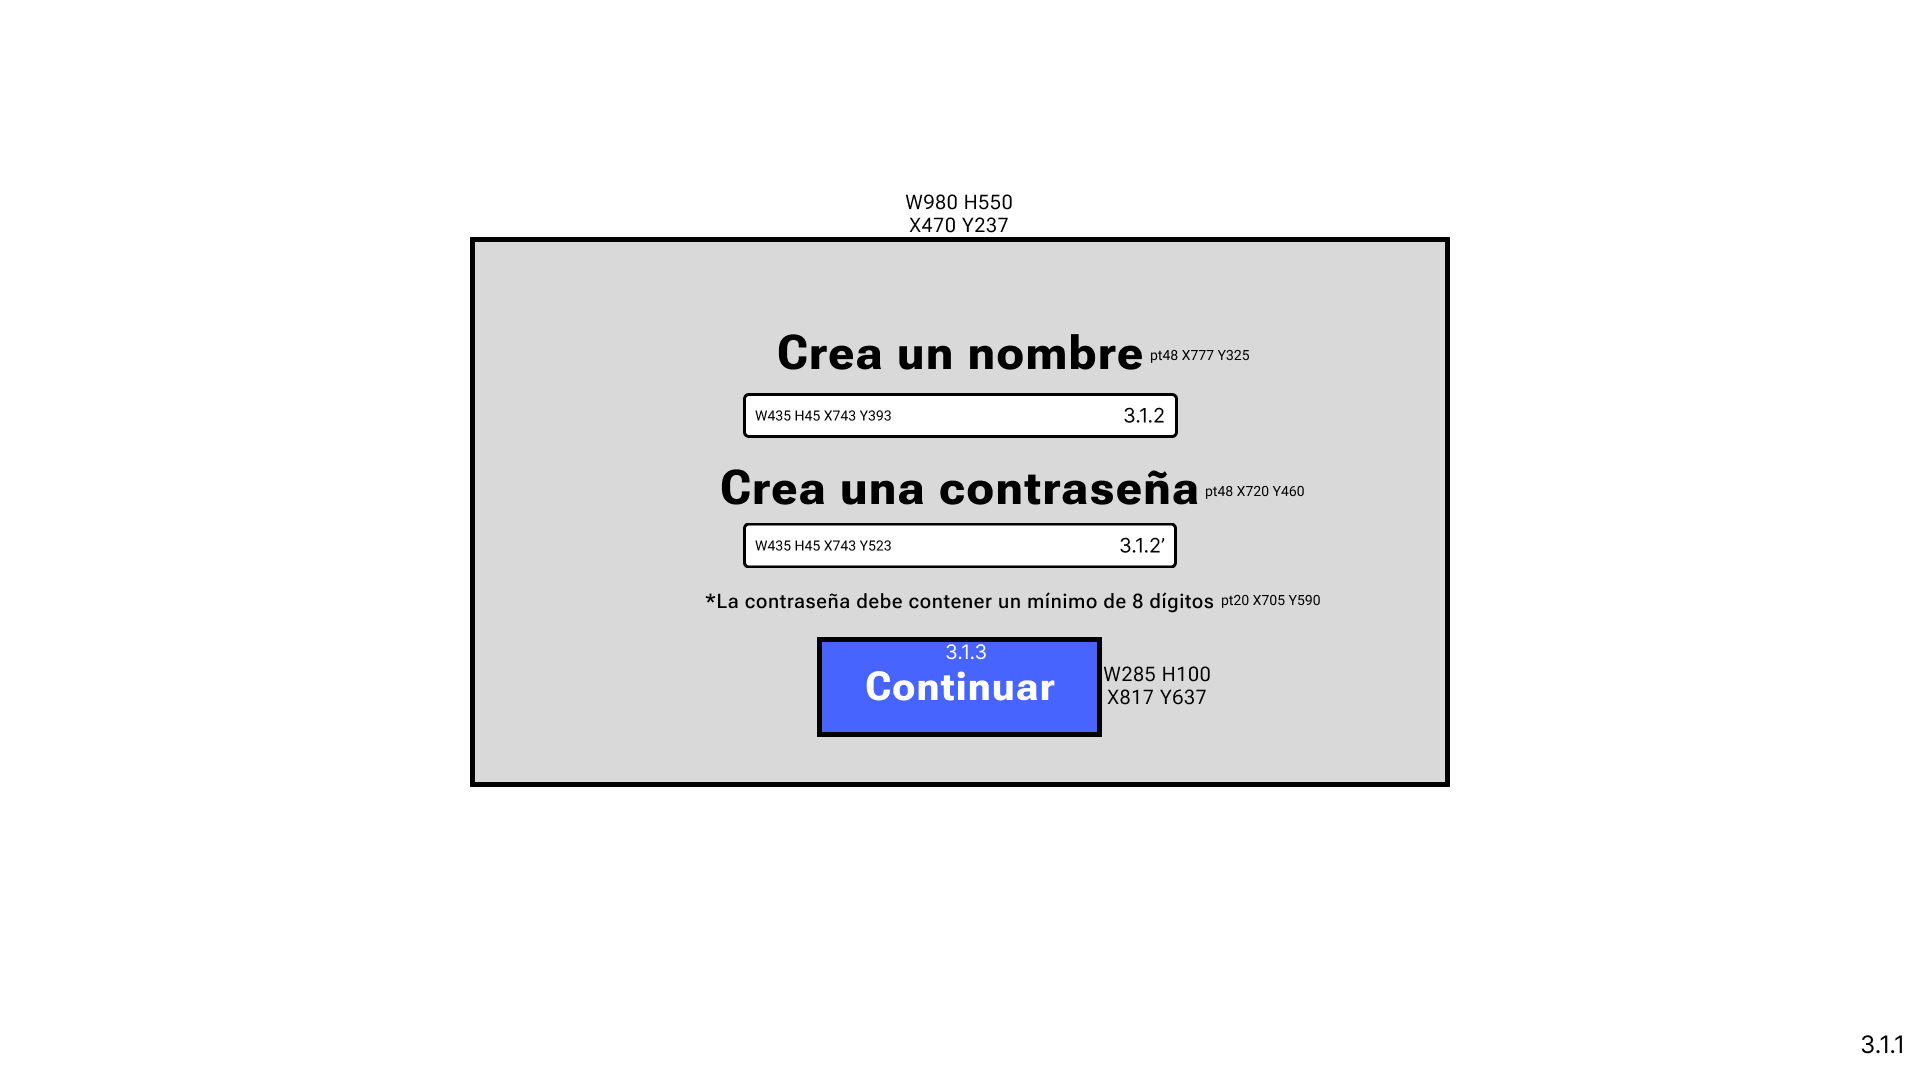 W980 H550
X470 Y237
Crea un nombre pt48 X777 Y325
W435 H45 X743 Y393 3.1.2
Crea una contraseña pt48 X720 Y460
W435 H45 X743 Y523 3.1.2’
*La contraseña debe contener un mínimo de 8 dígitos pt20 X705 Y590
3.1.3
Continuar
W285 H100
X817 Y637
3.1.1